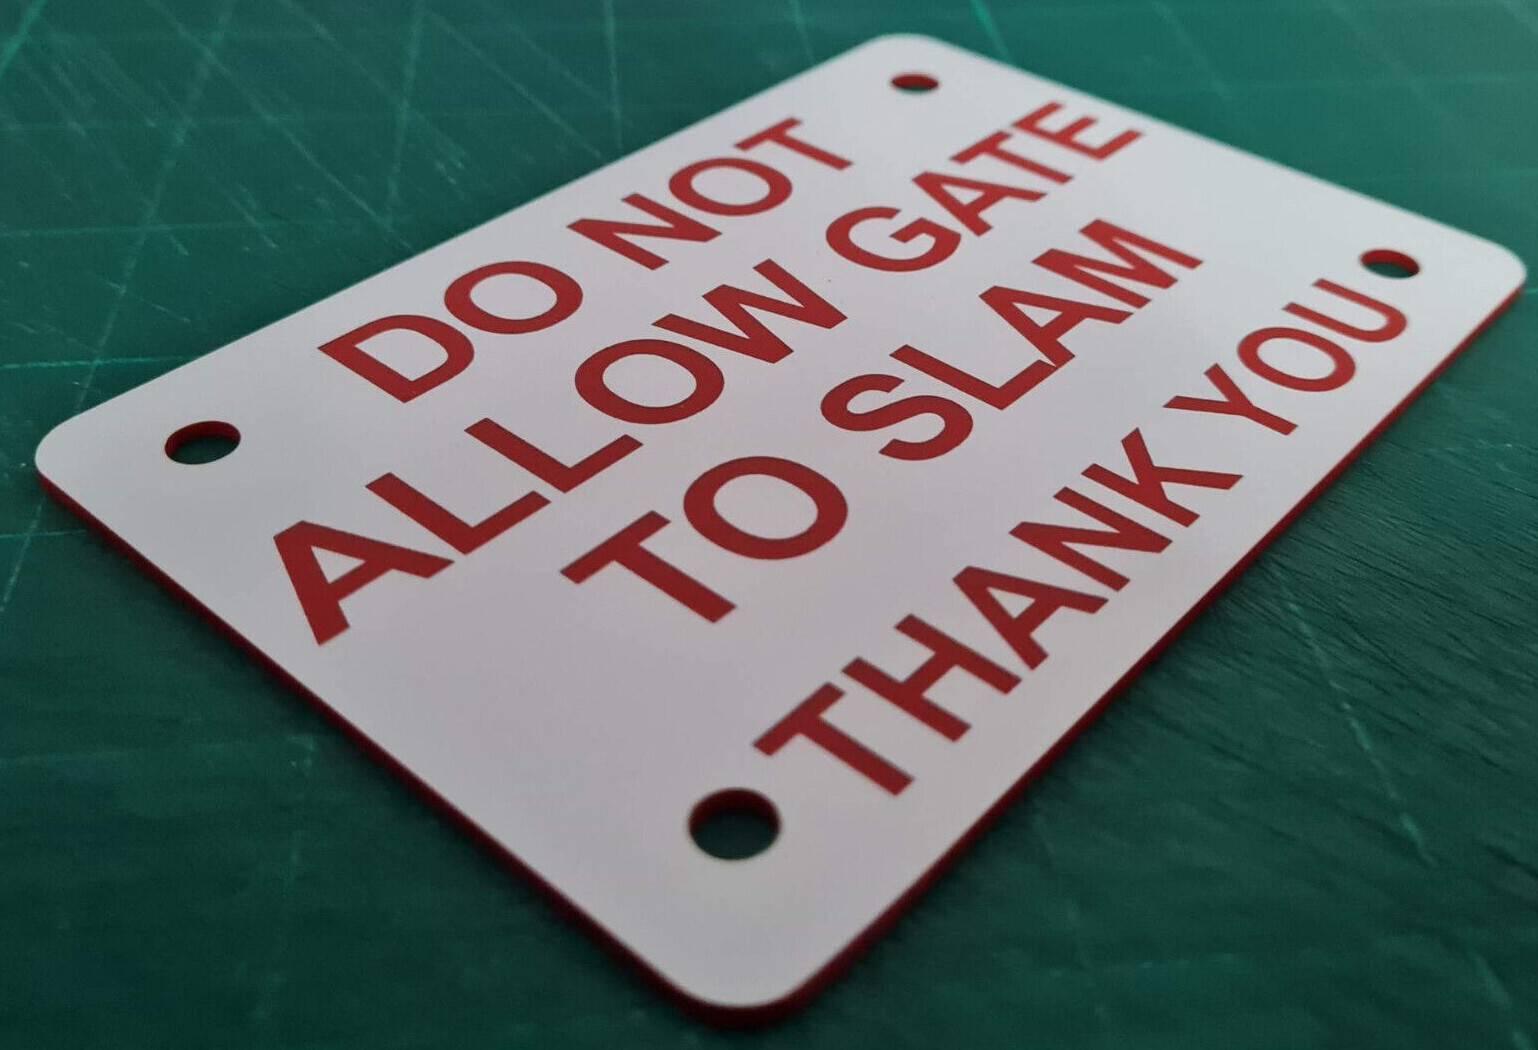 DO NOT
ALLOW GATE
TO SLAM
THANK YOU